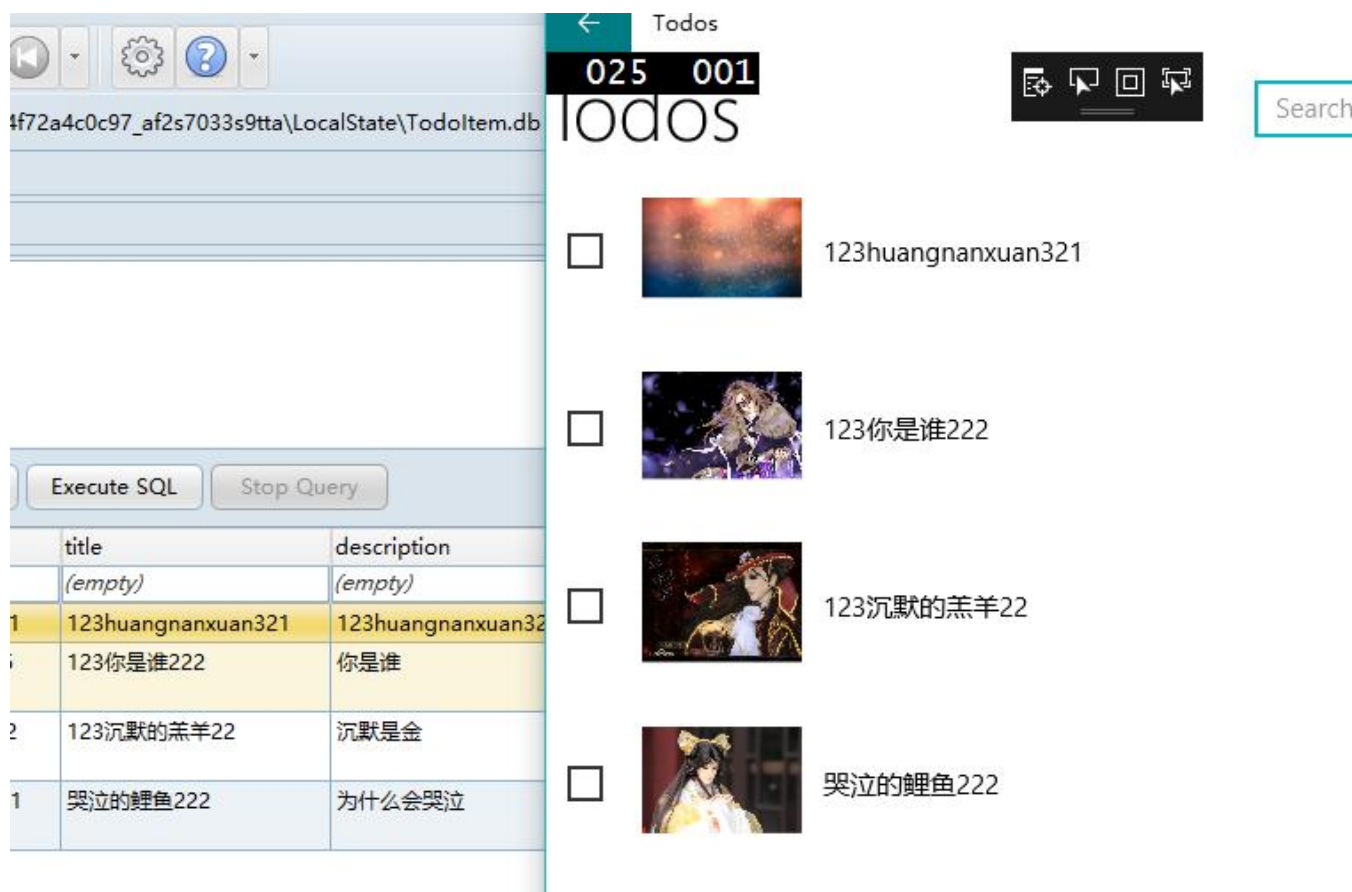 4f72a4c0c97_af2s7033s9tta\LocalState\TodoItem.db
Execute SQL
Stop Query
title
description
(empty)
(empty)
1
123huangnanxuan321
123huangnanxuan32
123你是谁222
你是谁
2
123沉默的羔羊22
沉默是金
1
哭泣的鲤鱼222
为什么会哭泣
Todos
025 001
Todos
Search
123huangnanxuan321
123你是谁222
123沉默的羔羊22
哭泣的鲤鱼222